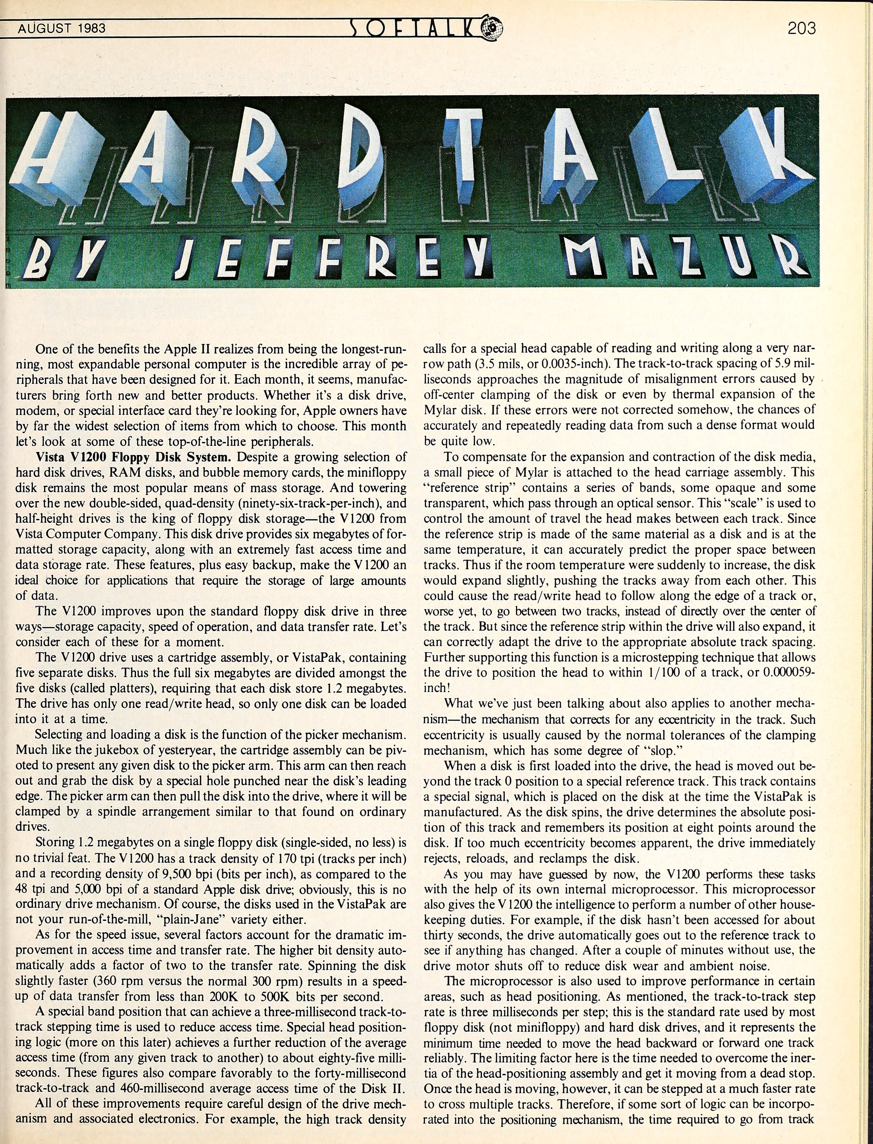 AUGUST 1983
SOFTALK
203
HARDTALK
BY JEFFREY MAZUR
One of the benefits the Apple II realizes from being the longest-run-
ning, most expandable personal computer is the incredible array of pe-
ripherals that have been designed for it. Each month, it seems, manufac-
turers bring forth new and better products. Whether it's a disk drive,
modem, or special interface card they're looking for, Apple owners have
by far the widest selection of items from which to choose. This month
let's look at some of these top-of-the-line peripherals.
Vista V1200 Floppy Disk System. Despite a growing selection of
hard disk drives, RAM disks, and bubble memory cards, the minifloppy
disk remains the most popular means of mass storage. And towering
over the new double-sided, quad-density (ninety-six-track-per-inch), and
half-height drives is the king of floppy disk storage—the V1200 from
Vista Computer Company. This disk drive provides six megabytes of for-
matted storage capacity, along with an extremely fast access time and
data storage rate. These features, plus easy backup, make the V1200 an
ideal choice for applications that require the storage of large amounts
of data.
The V1200 improves upon the standard floppy disk drive in three
ways—storage capacity, speed of operation, and data transfer rate. Let's
consider each of these for a moment.
The V1200 drive uses a cartridge assembly, or VistaPak, containing
five separate disks. Thus the full six megabytes are divided amongst the
five disks (called platters), requiring that each disk store 1.2 megabytes.
The drive has only one read/write head, so only one disk can be loaded
into it at a time.
Selecting and loading a disk is the function of the picker mechanism.
Much like the jukebox of yesteryear, the cartridge assembly can be piv-
oted to present any given disk to the picker arm. This arm can then reach
out and grab the disk by a special hole punched near the disk's leading
edge. The picker arm can then pull the disk into the drive, where it will be
clamped by a spindle arrangement similar to that found on ordinary
drives.
Storing 1.2 megabytes on a single floppy disk (single-sided, no less) is
no trivial feat. The V1200 has a track density of 170 tpi (tracks per inch)
and a recording density of 9,500 bpi (bits per inch), as compared to the
48 tpi and 5,000 bpi of a standard Apple disk drive; obviously, this is no
ordinary drive mechanism. Of course, the disks used in the VistaPak are
not your run-of-the-mill, "plain-Jane" variety either.
As for the speed issue, several factors account for the dramatic im-
provement in access time and transfer rate. The higher bit density auto-
matically adds a factor of two to the transfer rate. Spinning the disk
slightly faster (360 rpm versus the normal 300 rpm) results in a speed-
up of data transfer from less than 200K to 500K bits per second.
A special band position that can achieve a three-millisecond track-to-
track stepping time is used to reduce access time. Special head position-
ing logic (more on this later) achieves a further reduction of the average
access time (from any given track to another) to about eighty-five milli-
seconds. These figures also compare favorably to the forty-millisecond
track-to-track and 460-millisecond average access time of the Disk II.
All of these improvements require careful design of the drive mech-
anism and associated electronics. For example, the high track density
calls for a special head capable of reading and writing along a very nar-
row path (3.5 mils, or 0.0035-inch). The track-to-track spacing of 5.9 mil-
liseconds approaches the magnitude of misalignment errors caused by
off-center clamping of the disk or even by thermal expansion of the
Mylar disk. If these errors were not corrected somehow, the chances of
accurately and repeatedly reading data from such a dense format would
be quite low.
To compensate for the expansion and contraction of the disk media,
a small piece of Mylar is attached to the head carriage assembly. This
"reference strip" contains a series of bands, some opaque and some
transparent, which pass through an optical sensor. This "scale" is used to
control the amount of travel the head makes between each track. Since
the reference strip is made of the same material as a disk and is at the
same temperature, it can accurately predict the proper space between
tracks. Thus if the room temperature were suddenly to increase, the disk
would expand slightly, pushing the tracks away from each other. This
could cause the read/write head to follow along the edge of a track or,
worse yet, to go between two tracks, instead of directly over the center of
the track. But since the reference strip within the drive will also expand, it
can correctly adapt the drive to the appropriate absolute track spacing.
Further supporting this function is a microstepping technique that allows
the drive to position the head to within 1/100 of a track, or 0.000059-
inch!
What we've just been talking about also applies to another mecha-
nism—the mechanism that corrects for any eccentricity in the track. Such
eccentricity is usually caused by the normal tolerances of the clamping
mechanism, which has some degree of "slop."
When a disk is first loaded into the drive, the head is moved out be-
yond the track 0 position to a special reference track. This track contains
a special signal, which is placed on the disk at the time the VistaPak is
manufactured. As the disk spins, the drive determines the absolute posi-
tion of this track and remembers its position at eight points around the
disk. If too much eccentricity becomes apparent, the drive immediately
rejects, reloads, and reclamps the disk.
As you may have guessed by now, the V1200 performs these tasks
with the help of its own internal microprocessor. This microprocessor
also gives the V1200 the intelligence to perform a number of other house-
keeping duties. For example, if the disk hasn't been accessed for about
thirty seconds, the drive automatically goes out to the reference track to
see if anything has changed. After a couple of minutes without use, the
drive motor shuts off to reduce disk wear and ambient noise.
The microprocessor is also used to improve performance in certain
areas, such as head positioning. As mentioned, the track-to-track step
rate is three milliseconds per step; this is the standard rate used by most
floppy disk (not minifloppy) and hard disk drives, and it represents the
minimum time needed to move the head backward or forward one track
reliably. The limiting factor here is the time needed to overcome the iner-
tia of the head-positioning assembly and get it moving from a dead stop.
Once the head is moving, however, it can be stepped at a much faster rate
to cross multiple tracks. Therefore, if some sort of logic can be incorpo-
rated into the positioning mechanism, the time required to go from track